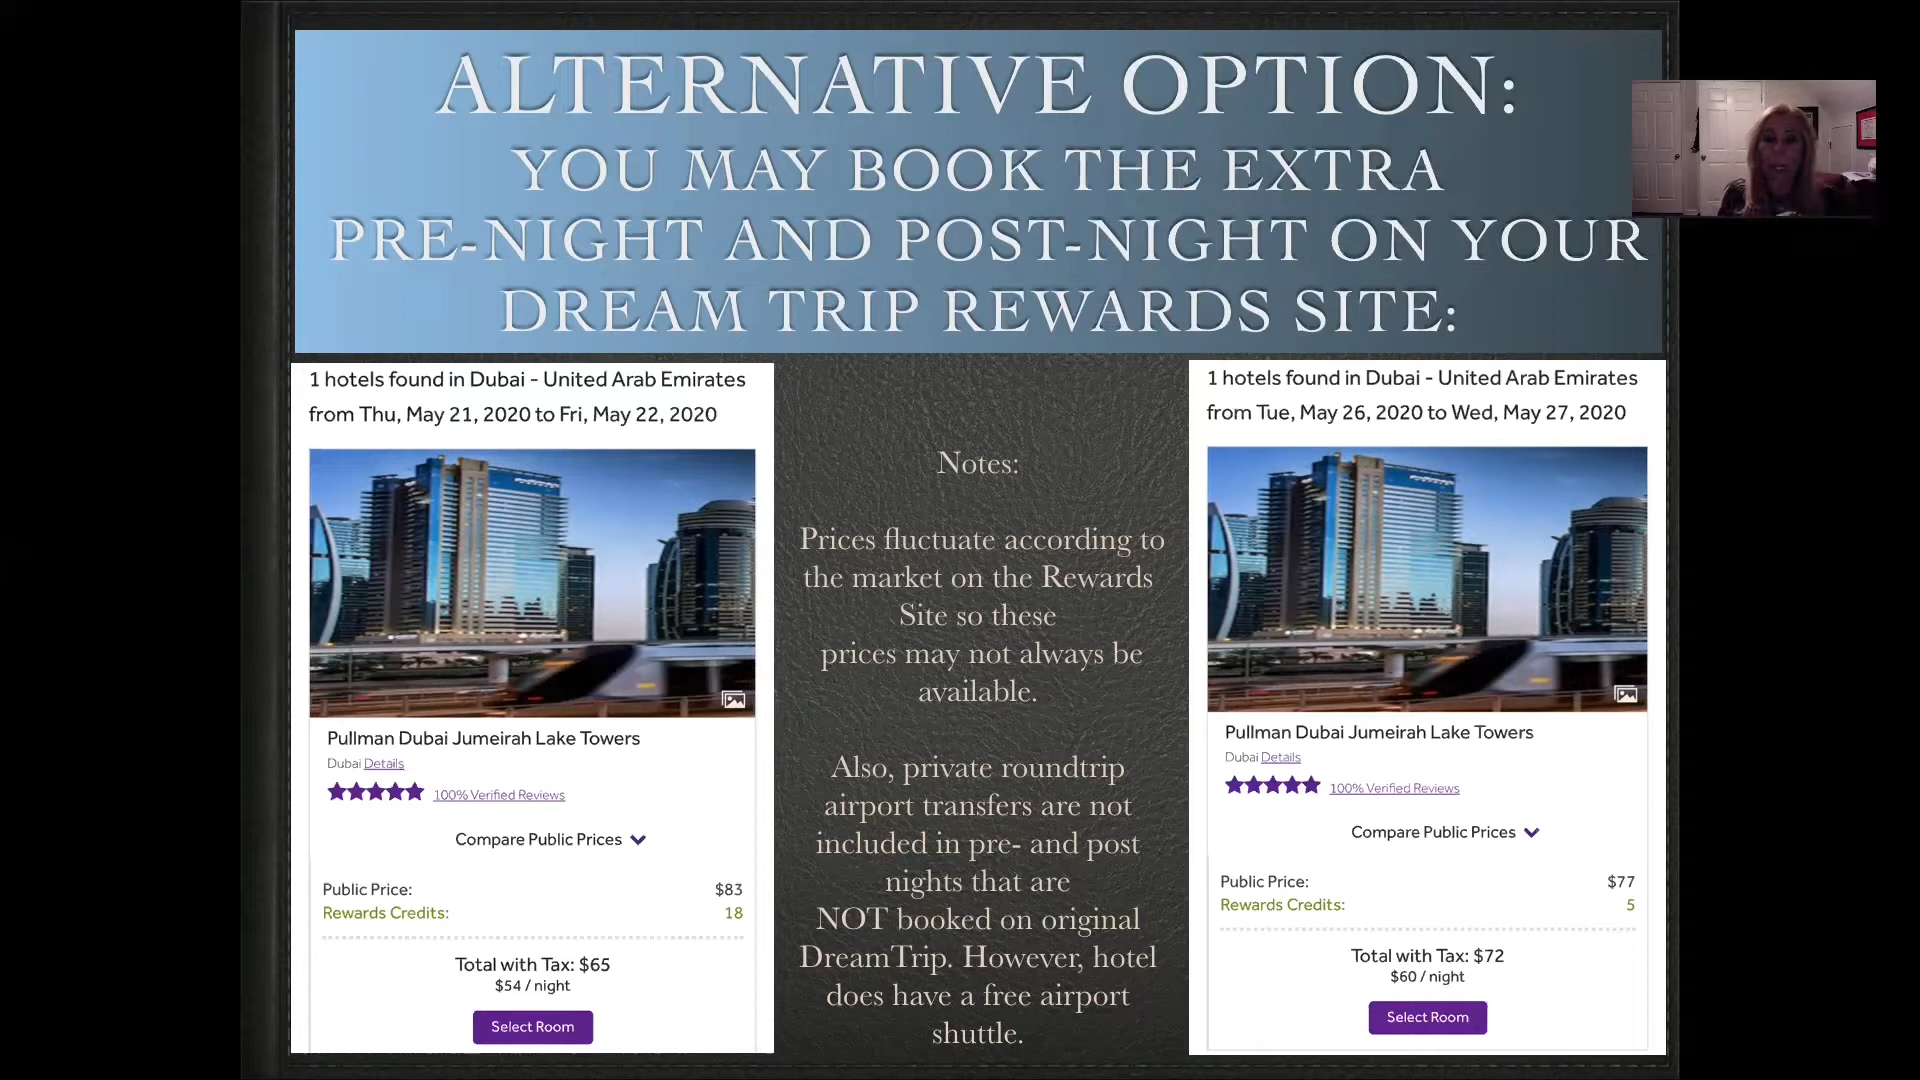 ALTERNATIVE OPTION:
YOU MAY BOOK THE EXTRA
PRE-NIGHT AND POST-NIGHT ON YOUR
DREAM TRIP REWARDS SITE:
1 hotels found in Dubai - United Arab Emirates
from Thu, May 21, 2020 to Fri, May 22, 2020
Pullman Dubai Jumeirah Lake Towers
Dubai Details
100% Verified Reviews
Compare Public Prices
Public Price: $83
Rewards Credits: 18
Total with Tax: $65
$54 / night
Select Room
Notes:
Prices fluctuate according to
the market on the Rewards
Site so these
prices may not always be
available.
Also, private roundtrip
airport transfers are not
included in pre- and post
nights that are
NOT booked on original
DreamTrip. However, hotel
does have a free airport
shuttle.
1 hotels found in Dubai - United Arab Emirates
from Tue, May 26, 2020 to Wed, May 27, 2020
Pullman Dubai Jumeirah Lake Towers
Dubai Details
100% Verified Reviews
Compare Public Prices
Public Price: $77
Rewards Credits: 5
Total with Tax: $72
$60 / night
Select Room